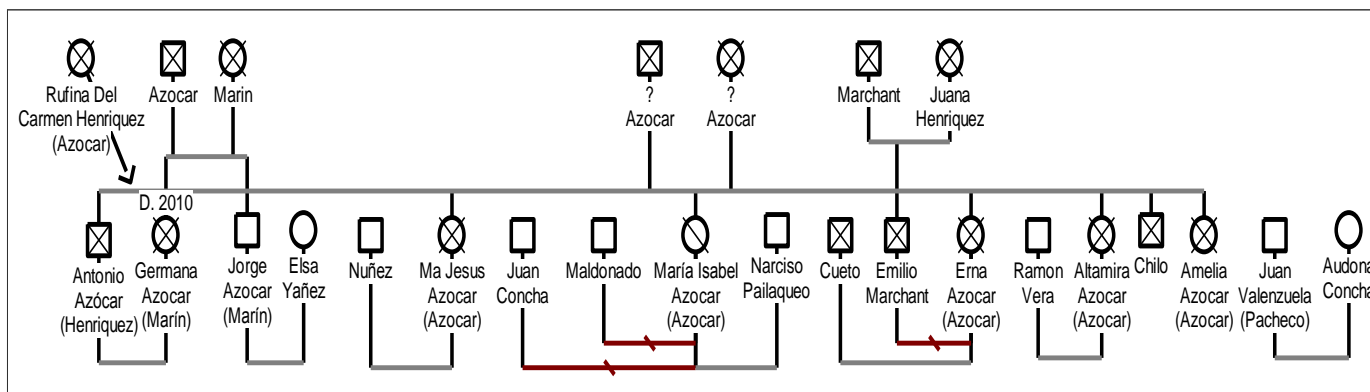 Rufina Del
Carmen Henriquez
(Azocar)
Azocar
Marin
?
Azocar
?
Azocar
Marchant
Juana
Henriquez
D. 2010
Antonio
Azócar
(Henriquez)
Germana
Azocar
(Marín)
Jorge
Azocar
(Marín)
Elsa
Yañez
Nuñez
Ma Jesus
Azocar
(Azocar)
Juan
Concha
Maldonado
María Isabel
Azocar
(Azocar)
Narciso
Pailaqueo
Cueto
Emilio
Marchant
Erna
Azocar
(Azocar)
Ramon
Vera
Altamira
Azocar
(Azocar)
Chilo
Amelia
Azocar
(Azocar)
Juan
Valenzuela
(Pacheco)
Audona
Concha